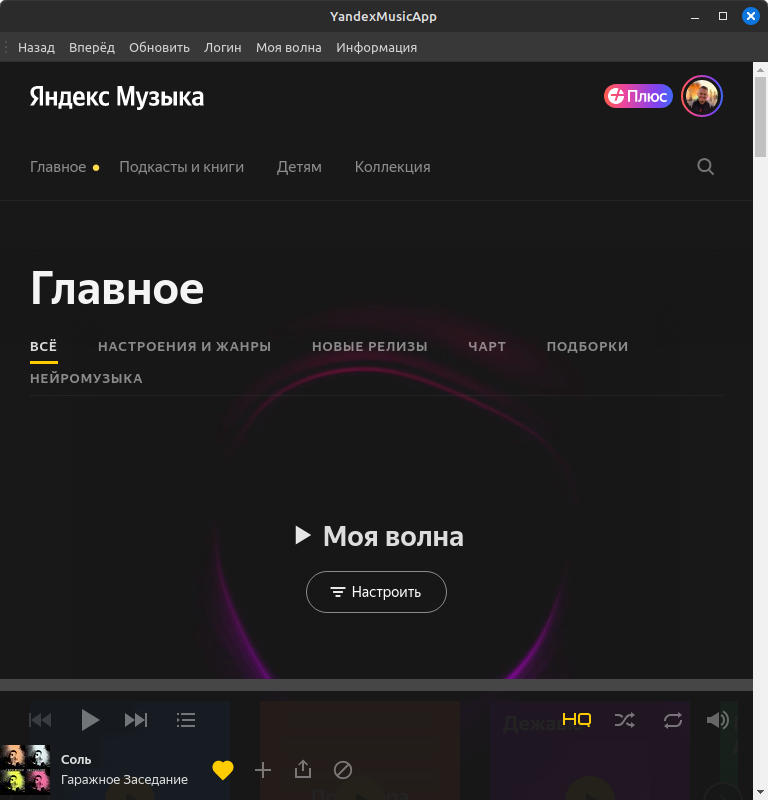 YandexMusicApp
Назад Вперёд Обновить Логин Моя волна Информация
Яндекс Музыка
Плюс
Главное Подкасты и книги Детям Коллекция
Главное
ВСЁ НАСТРОЕНИЯ И ЖАНРЫ НОВЫЕ РЕЛИЗЫ ЧАРТ ПОДБОРКИ
НЕЙРОМУЗЫКА
Моя волна
Настроить
HQ
Соль
Гаражное Заседание